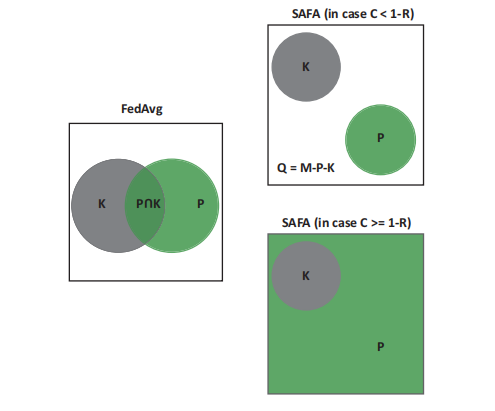 SAFA (in case C < 1-R)
K
P
Q = M-P-K
FedAvg
K P∩K P
SAFA (in case C >= 1-R)
K
P